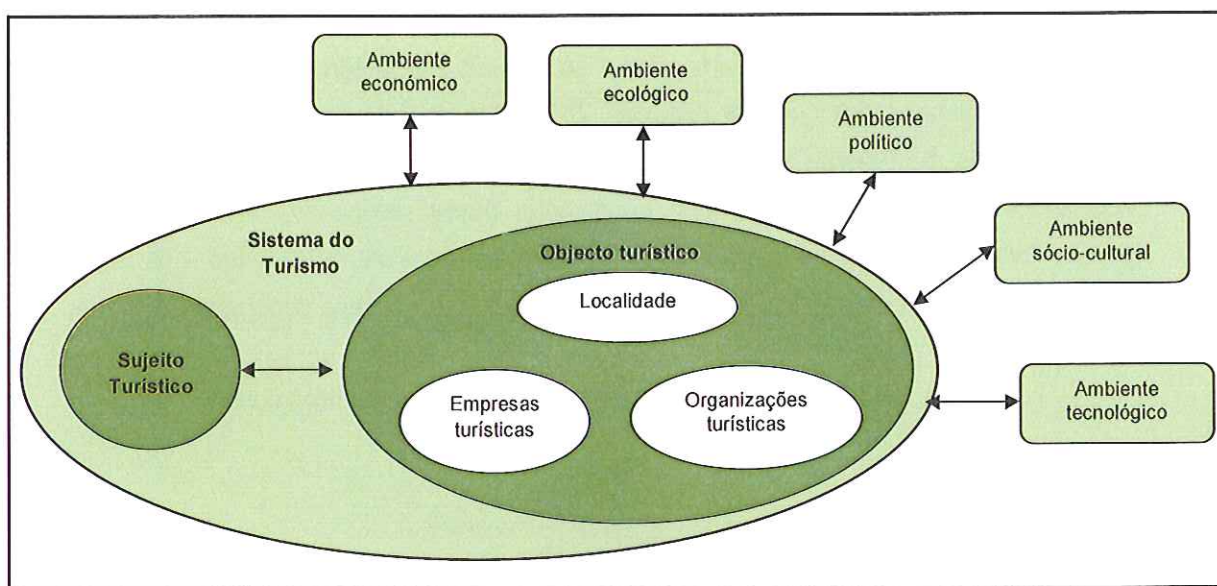 Ambiente
económico
Ambiente
ecológico
Ambiente
político
Ambiente
sócio-cultural
Ambiente
tecnológico
Sistema do
Turismo
Objecto turístico
Localidade
Sujeito
Turístico
Empresas
turísticas
Organizações
turísticas